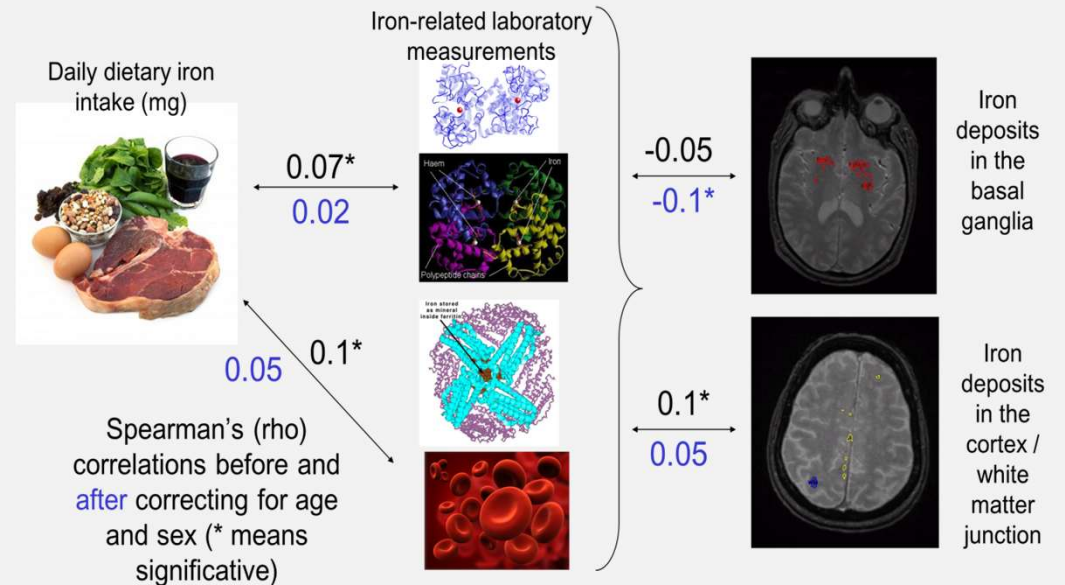 Iron-related laboratory
measurements
Daily dietary iron
intake (mg)
0.07*
0.02
Haem
Iron
Polypeptide chains
-0.05
-0.1*
Iron
deposits
in the
basal
ganglia
Iron stored
as mineral
inside ferritin
0.1*
0.05
Spearman's (rho)
correlations before and
after correcting for age
and sex (* means
significative)
0.1*
0.05
Iron
deposits
in the
cortex /
white
matter
junction